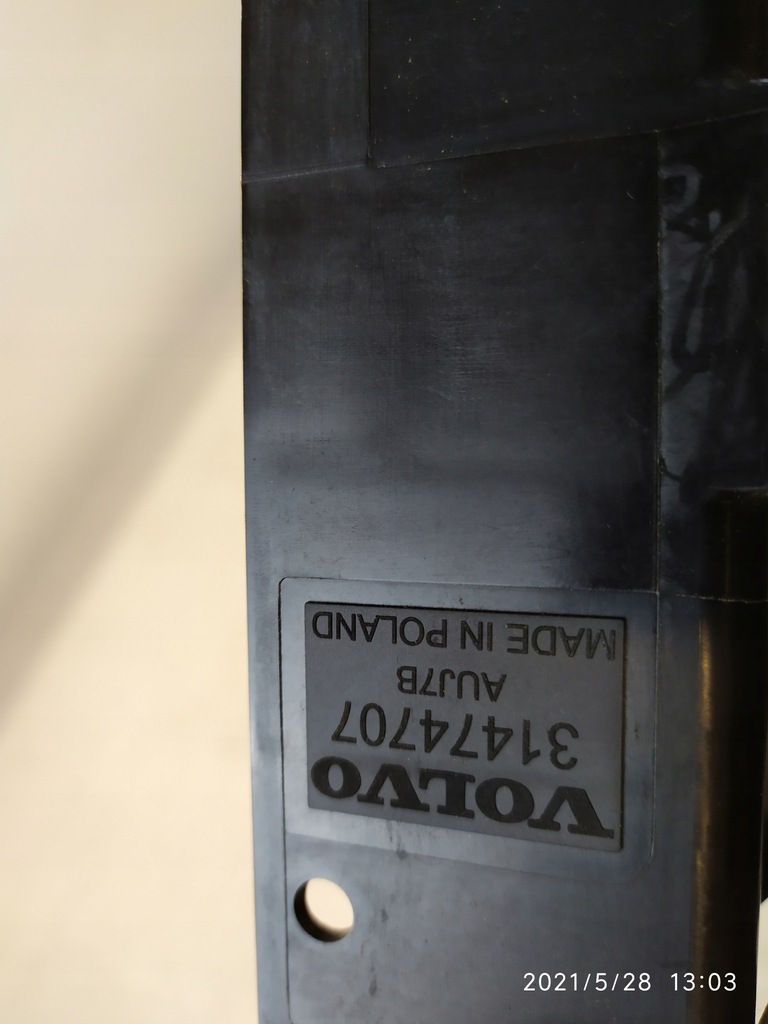 VOLVO
31474707
AUJ7B
MADE IN POLAND
2021/5/28 13:03